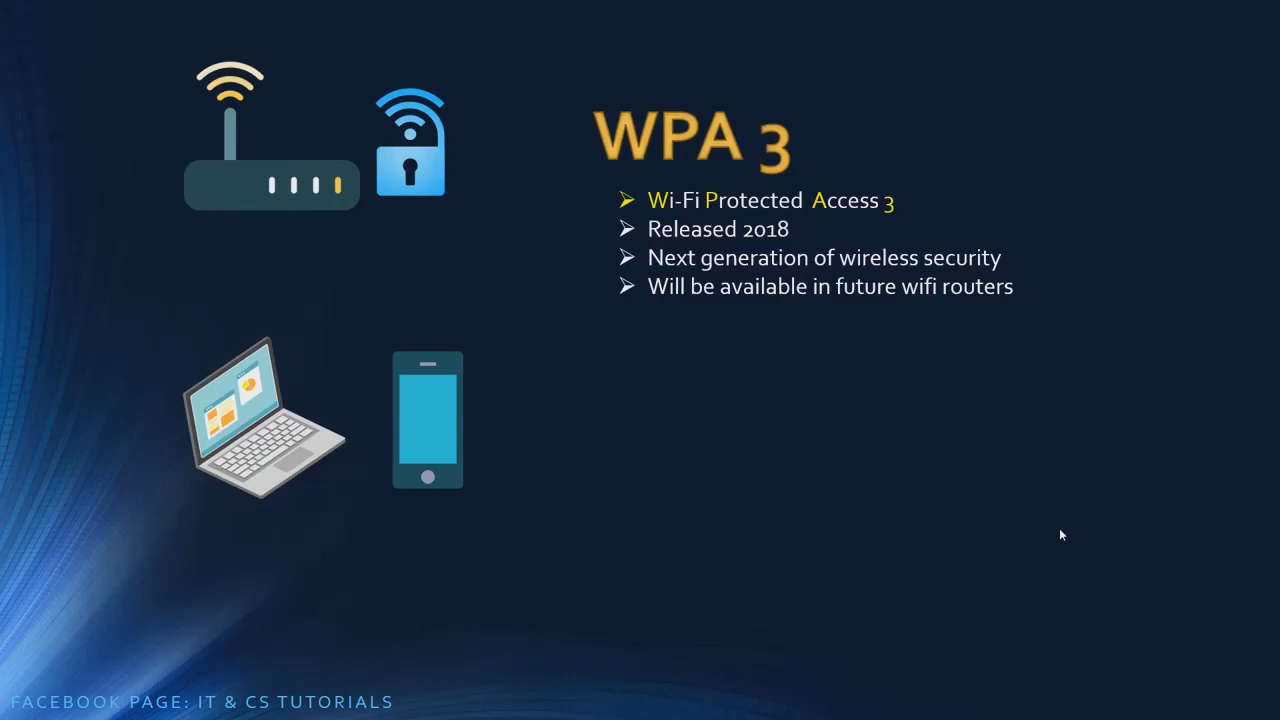 WPA 3
Wi-Fi Protected Access 3
Released 2018
Next generation of wireless security
Will be available in future wifi routers
FACEBOOK PAGE: IT & CS TUTORIALS